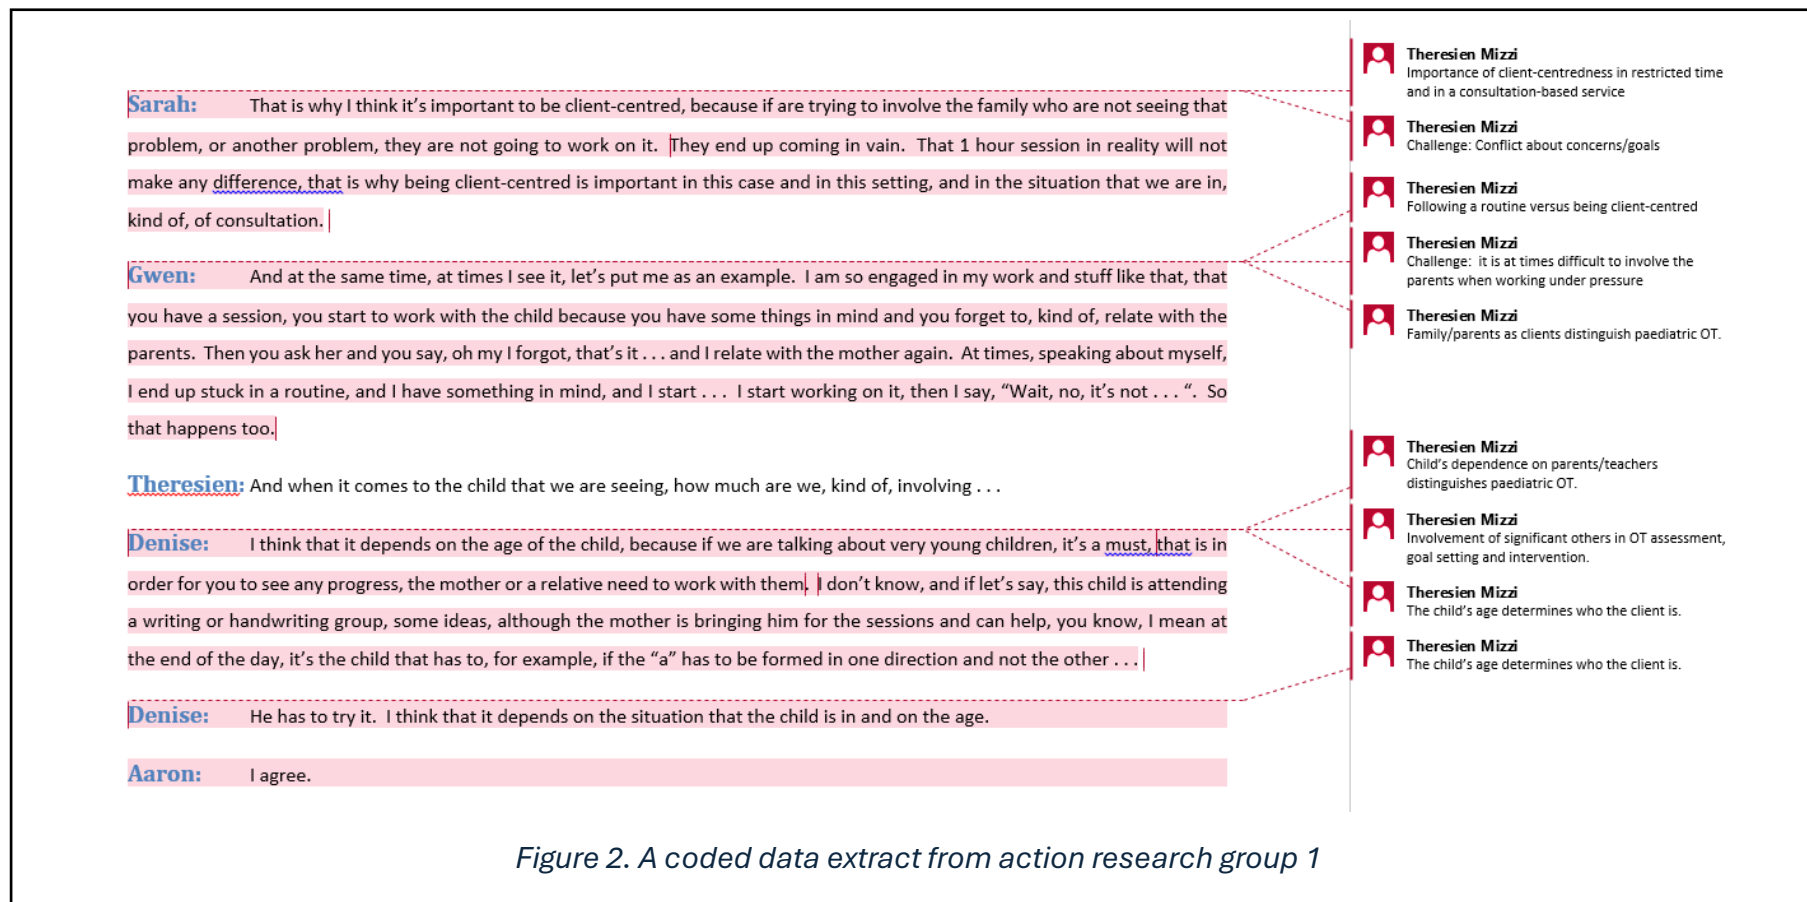 Sarah: That is why I think it’s important to be client-centred, because if are trying to involve the family who are not seeing that
problem, or another problem, they are not going to work on it. They end up coming in vain. That 1 hour session in reality will not
make any difference, that is why being client-centred is important in this case and in this setting, and in the situation that we are in,
kind of, of consultation.
Gwen: And at the same time, at times I see it, let’s put me as an example. I am so engaged in my work and stuff like that, that
you have a session, you start to work with the child because you have some things in mind and you forget to, kind of, relate with the
parents. Then you ask her and you say, oh my I forgot, that’s it . . . and I relate with the mother again. At times, speaking about myself,
I end up stuck in a routine, and I have something in mind, and I start . . . I start working on it, then I say, “Wait, no, it’s not . . . “. So
that happens too.
Theresien: And when it comes to the child that we are seeing, how much are we, kind of, involving . . .
Denise: I think that it depends on the age of the child, because if we are talking about very young children, it’s a must, that is in
order for you to see any progress, the mother or a relative need to work with them. I don’t know, and if let’s say, this child is attending
a writing or handwriting group, some ideas, although the mother is bringing him for the sessions and can help, you know, I mean at
the end of the day, it’s the child that has to, for example, if the “a” has to be formed in one direction and not the other . . .
Denise: He has to try it. I think that it depends on the situation that the child is in and on the age.
Aaron: I agree.
Theresien Mizzi
Importance of client-centredness in restricted time
and in a consultation-based service
Theresien Mizzi
Challenge: Conflict about concerns/goals
Theresien Mizzi
Following a routine versus being client-centred
Theresien Mizzi
Challenge: it is at times difficult to involve the
parents when working under pressure
Theresien Mizzi
Family/parents as clients distinguish paediatric OT.
Theresien Mizzi
Child’s dependence on parents/teachers
distinguishes paediatric OT.
Theresien Mizzi
Involvement of significant others in OT assessment,
goal setting and intervention.
Theresien Mizzi
The child’s age determines who the client is.
Theresien Mizzi
The child’s age determines who the client is.
Figure 2. A coded data extract from action research group 1